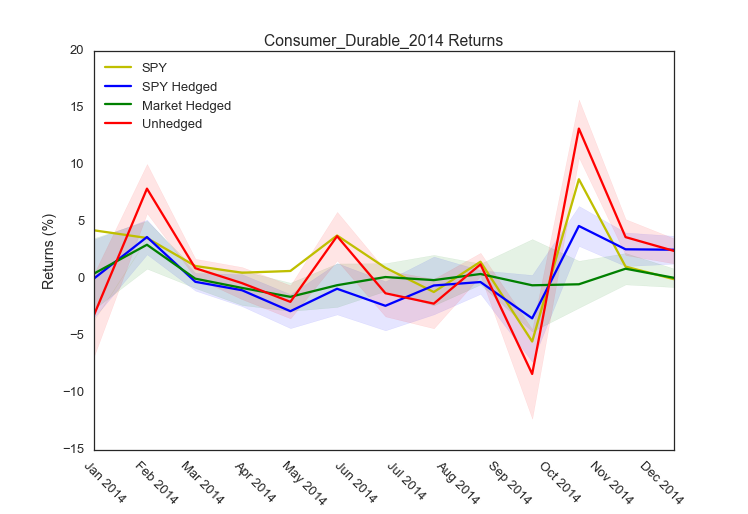 Consumer_Durable_2014 Returns
20
15
10
5
0
−5
−10
−15
Returns (%)
SPY
SPY Hedged
Market Hedged
Unhedged
Jan 2014
Feb 2014
Mar 2014
Apr 2014
May 2014
Jun 2014
Jul 2014
Aug 2014
Sep 2014
Oct 2014
Nov 2014
Dec 2014